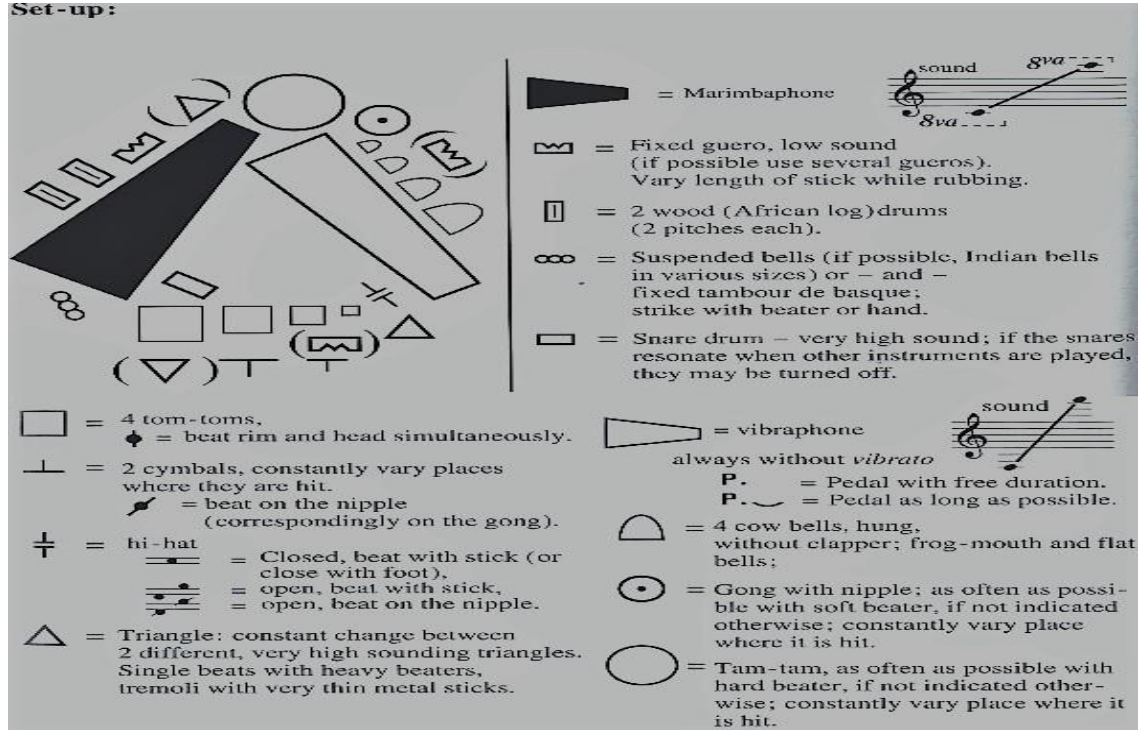 Set-up:
= Marimbaphone
sound
8va
8va
= Fixed guero, low sound
(if possible use several gueros).
Vary length of stick while rubbing.
= 2 wood (African log) drums
(2 pitches each).
= Suspended bells (if possible, Indian bells
in various sizes) or – and –
fixed tambour de basque;
strike with beater or hand.
= Snare drum – very high sound; if the snares
resonate when other instruments are played,
they may be turned off.
= 4 tom-toms,
= beat rim and head simultaneously.
= 2 cymbals, constantly vary places
where they are hit.
= beat on the nipple
(correspondingly on the gong).
= hi-hat
= Closed, beat with stick (or
close with foot),
= open, beat with stick,
= open, beat on the nipple.
= Triangle: constant change between
2 different, very high sounding triangles.
Single beats with heavy beaters,
tremoli with very thin metal sticks.
sound
= vibraphone
always without vibrato
P. = Pedal with free duration.
P. = Pedal as long as possible.
= 4 cow bells, hung,
without clapper; frog-mouth and flat
bells;
= Gong with nipple; as often as possi-
ble with soft beater, if not indicated
otherwise; constantly vary place
where it is hit.
= Tam-tam, as often as possible with
hard beater, if not indicated other-
wise; constantly vary place where it
is hit.